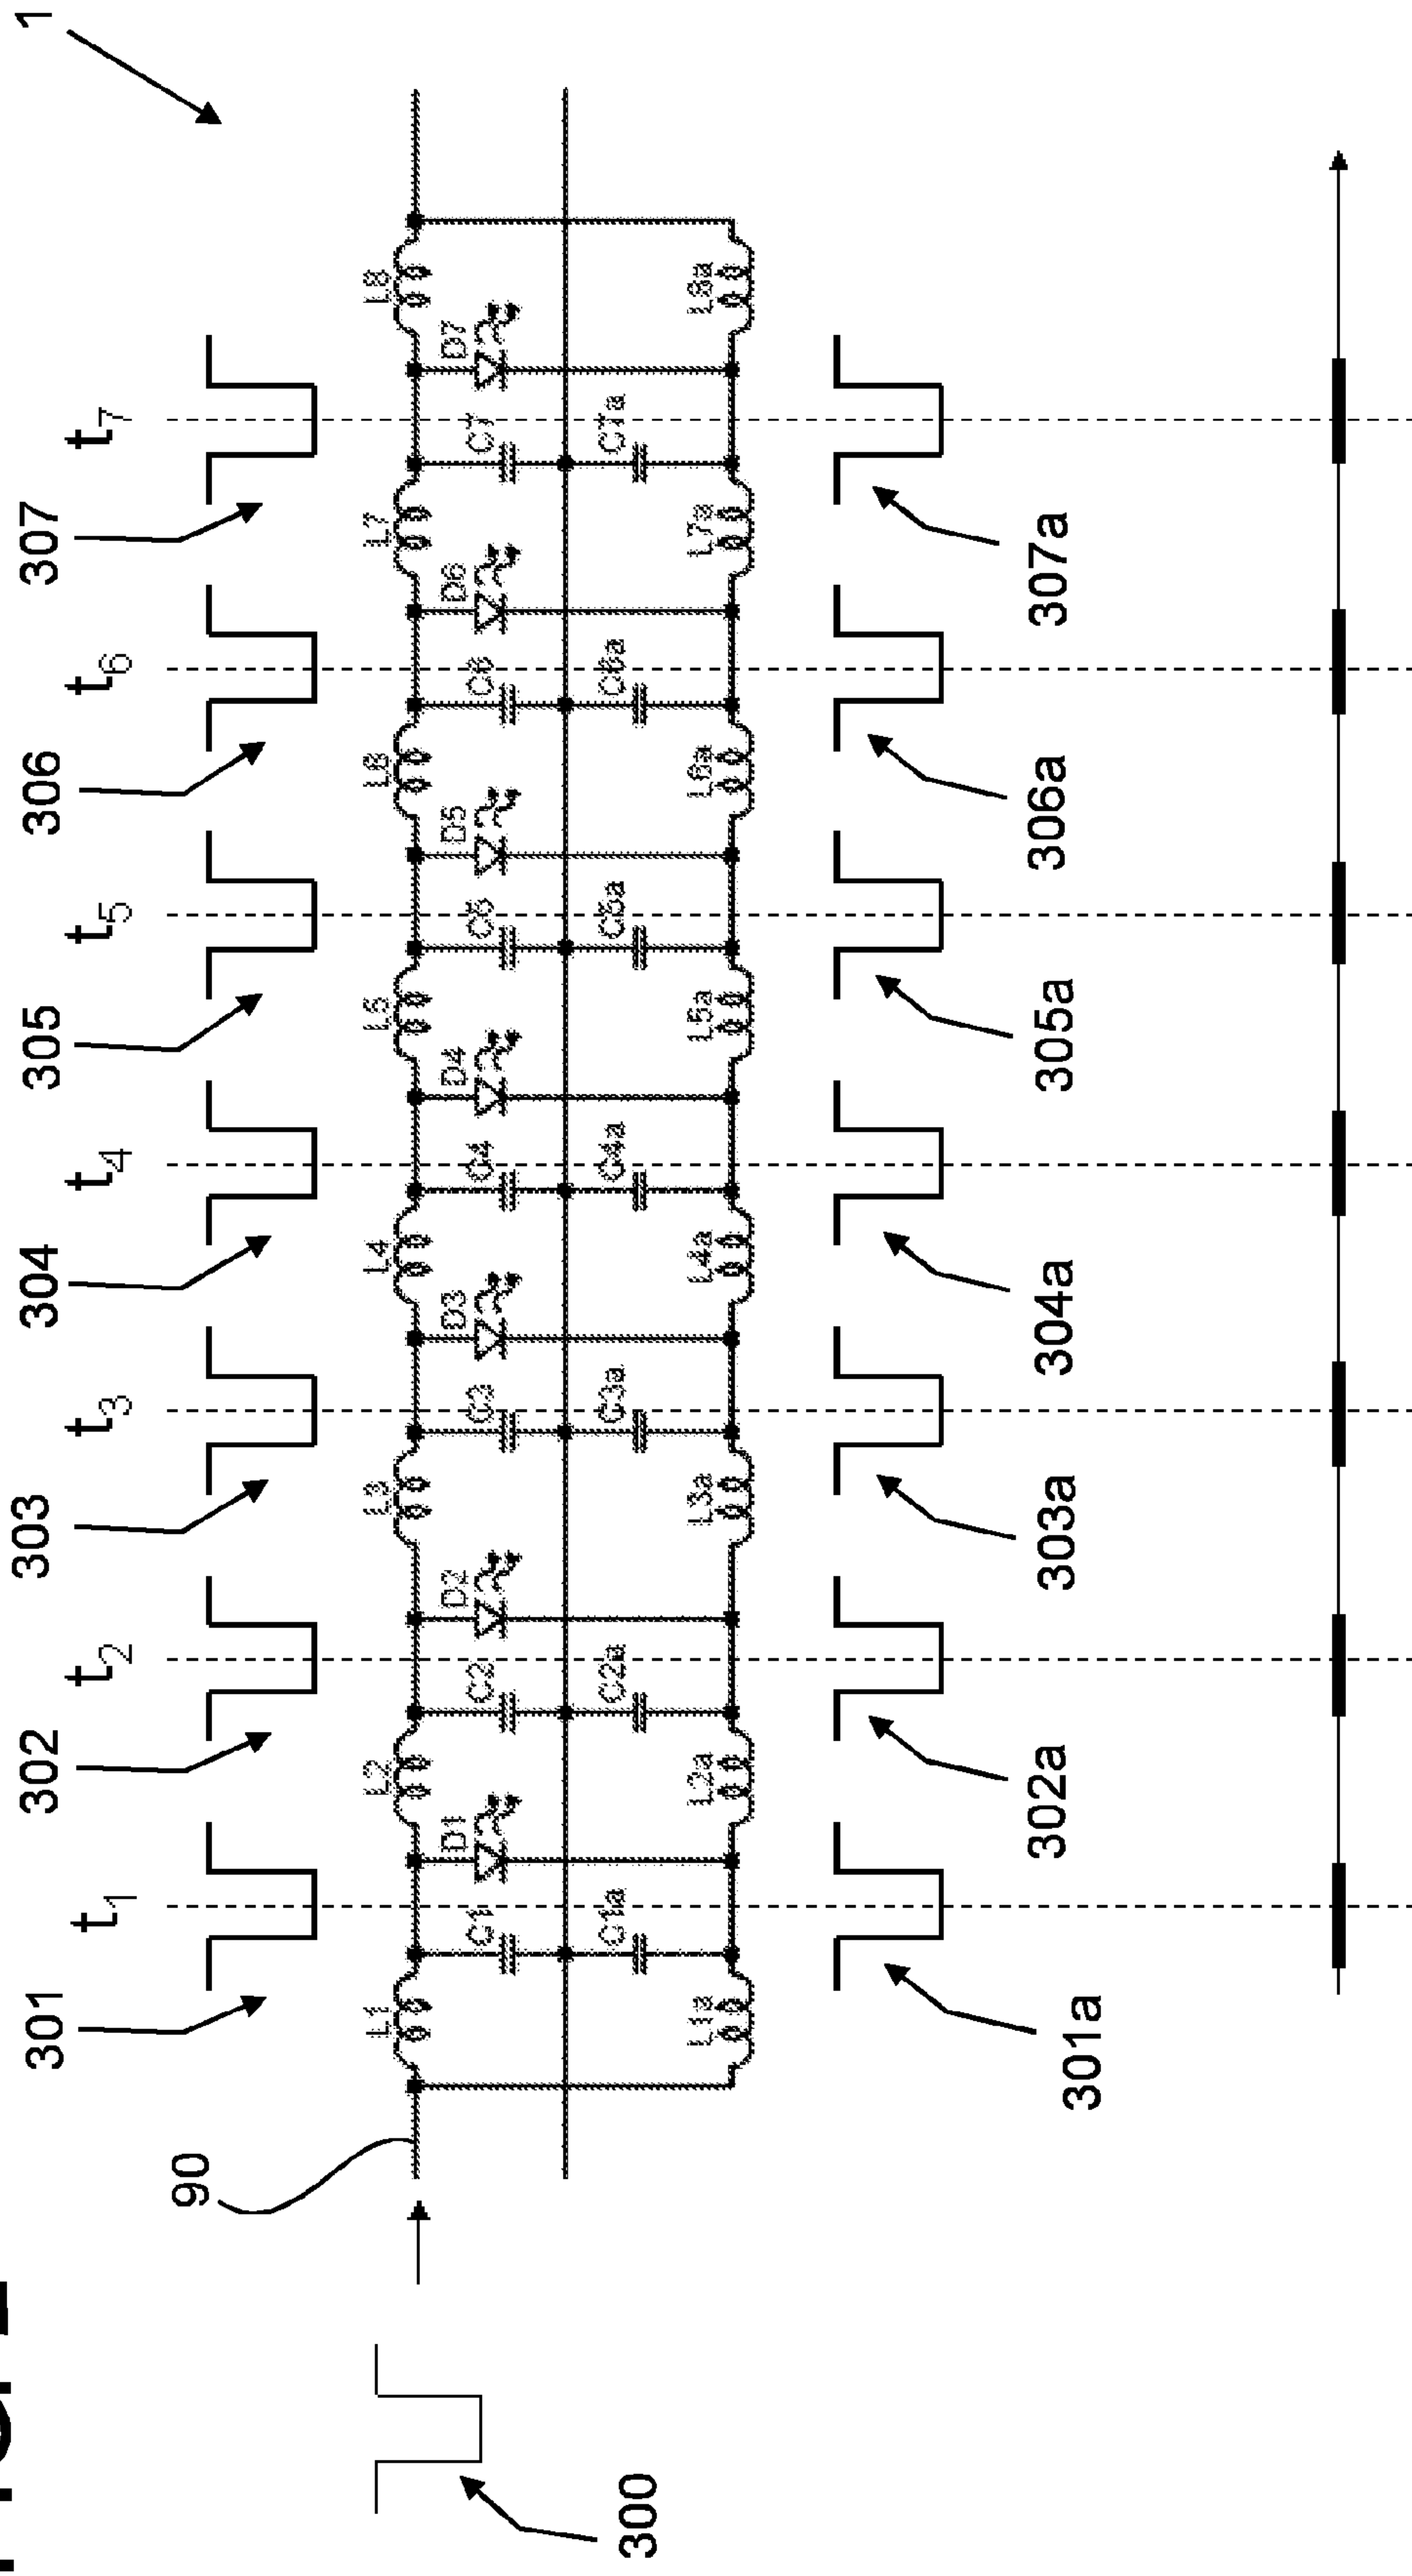 1
t1 t2 t3 t4 t5 t6 t7
301 302 303 304 305 306 307
90
L1 L2 L3 L4 L5 L6 L7 L8
D1 D2 D3 D4 D5 D6 D7
C1 C2 C3 C4 C5 C6 C7
C1a C2a C3a C4a C5a C6a C7a
L1a L2a L3a L4a L5a L6a L7a L8a
300
301a 302a 303a 304a 305a 306a 307a